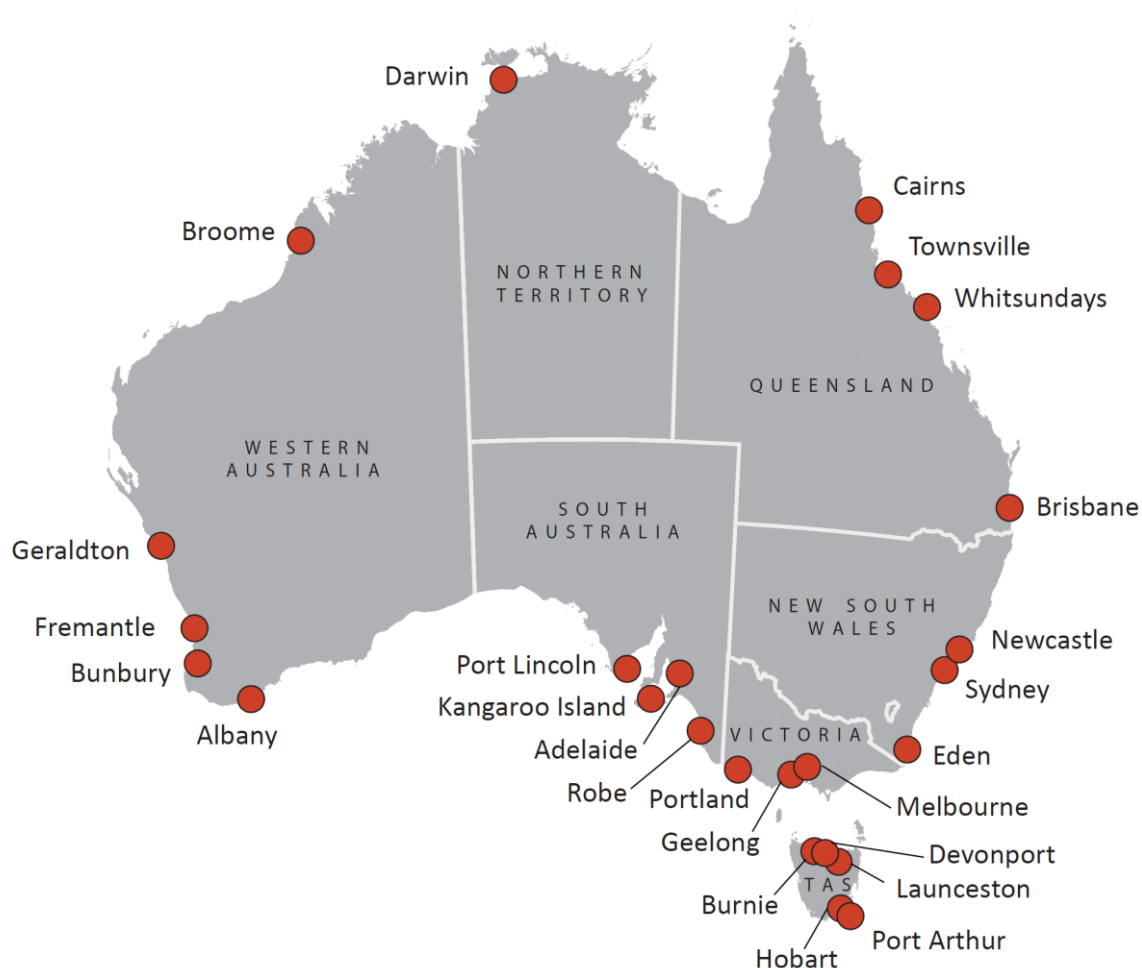 Darwin
Cairns
Broome
Townsville
NORTHERN
TERRITORY
Whitsundays
QUEENSLAND
WESTERN
AUSTRALIA
SOUTH
AUSTRALIA
Brisbane
Geraldton
NEW SOUTH
WALES
Fremantle
Newcastle
Bunbury
Port Lincoln
Sydney
Kangaroo Island
Albany
VICTORIA
Adelaide
Eden
Robe
Portland
Melbourne
Geelong
Devonport
TAS
Launceston
Burnie
Port Arthur
Hobart